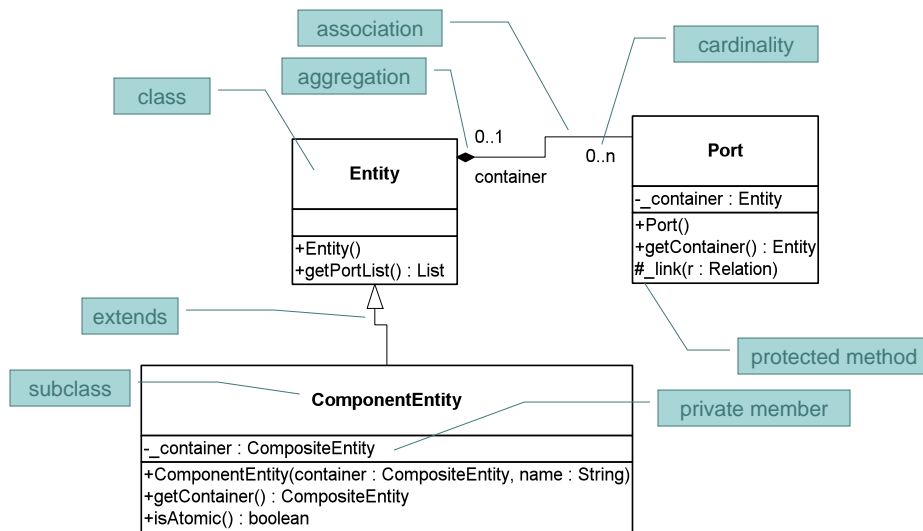 association
cardinality
aggregation
class
0..1
0..n
container
Entity
+Entity()
+getPortList() : List
Port
-_container : Entity
+Port()
+getContainer() : Entity
#_link(r : Relation)
extends
protected method
subclass
private member
ComponentEntity
-_container : CompositeEntity
+ComponentEntity(container : CompositeEntity, name : String)
+getContainer() : CompositeEntity
+isAtomic() : boolean